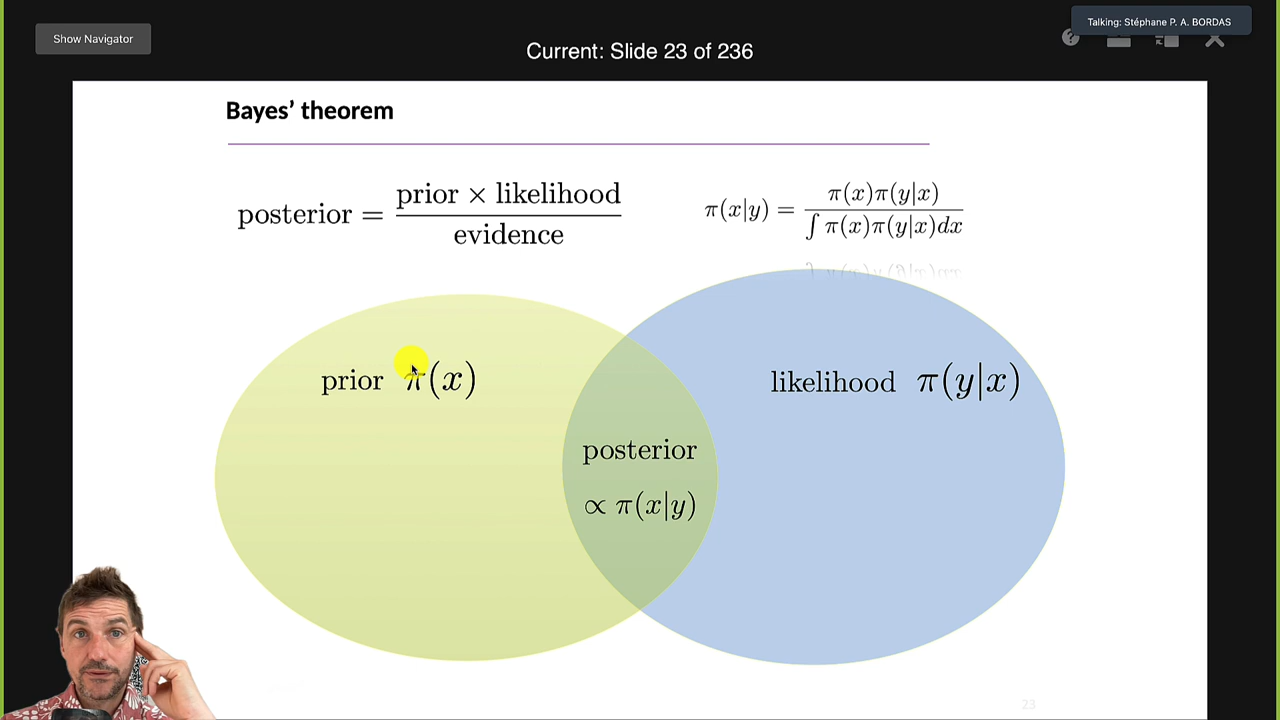 Talking: Stéphane P. A. BORDAS
Show Navigator
Current: Slide 23 of 236
Bayes’ theorem
posterior = prior × likelihood / evidence
π(x|y) = π(x)π(y|x) / ∫ π(x)π(y|x)dx
prior π(x)
likelihood π(y|x)
posterior
∝ π(x|y)
23